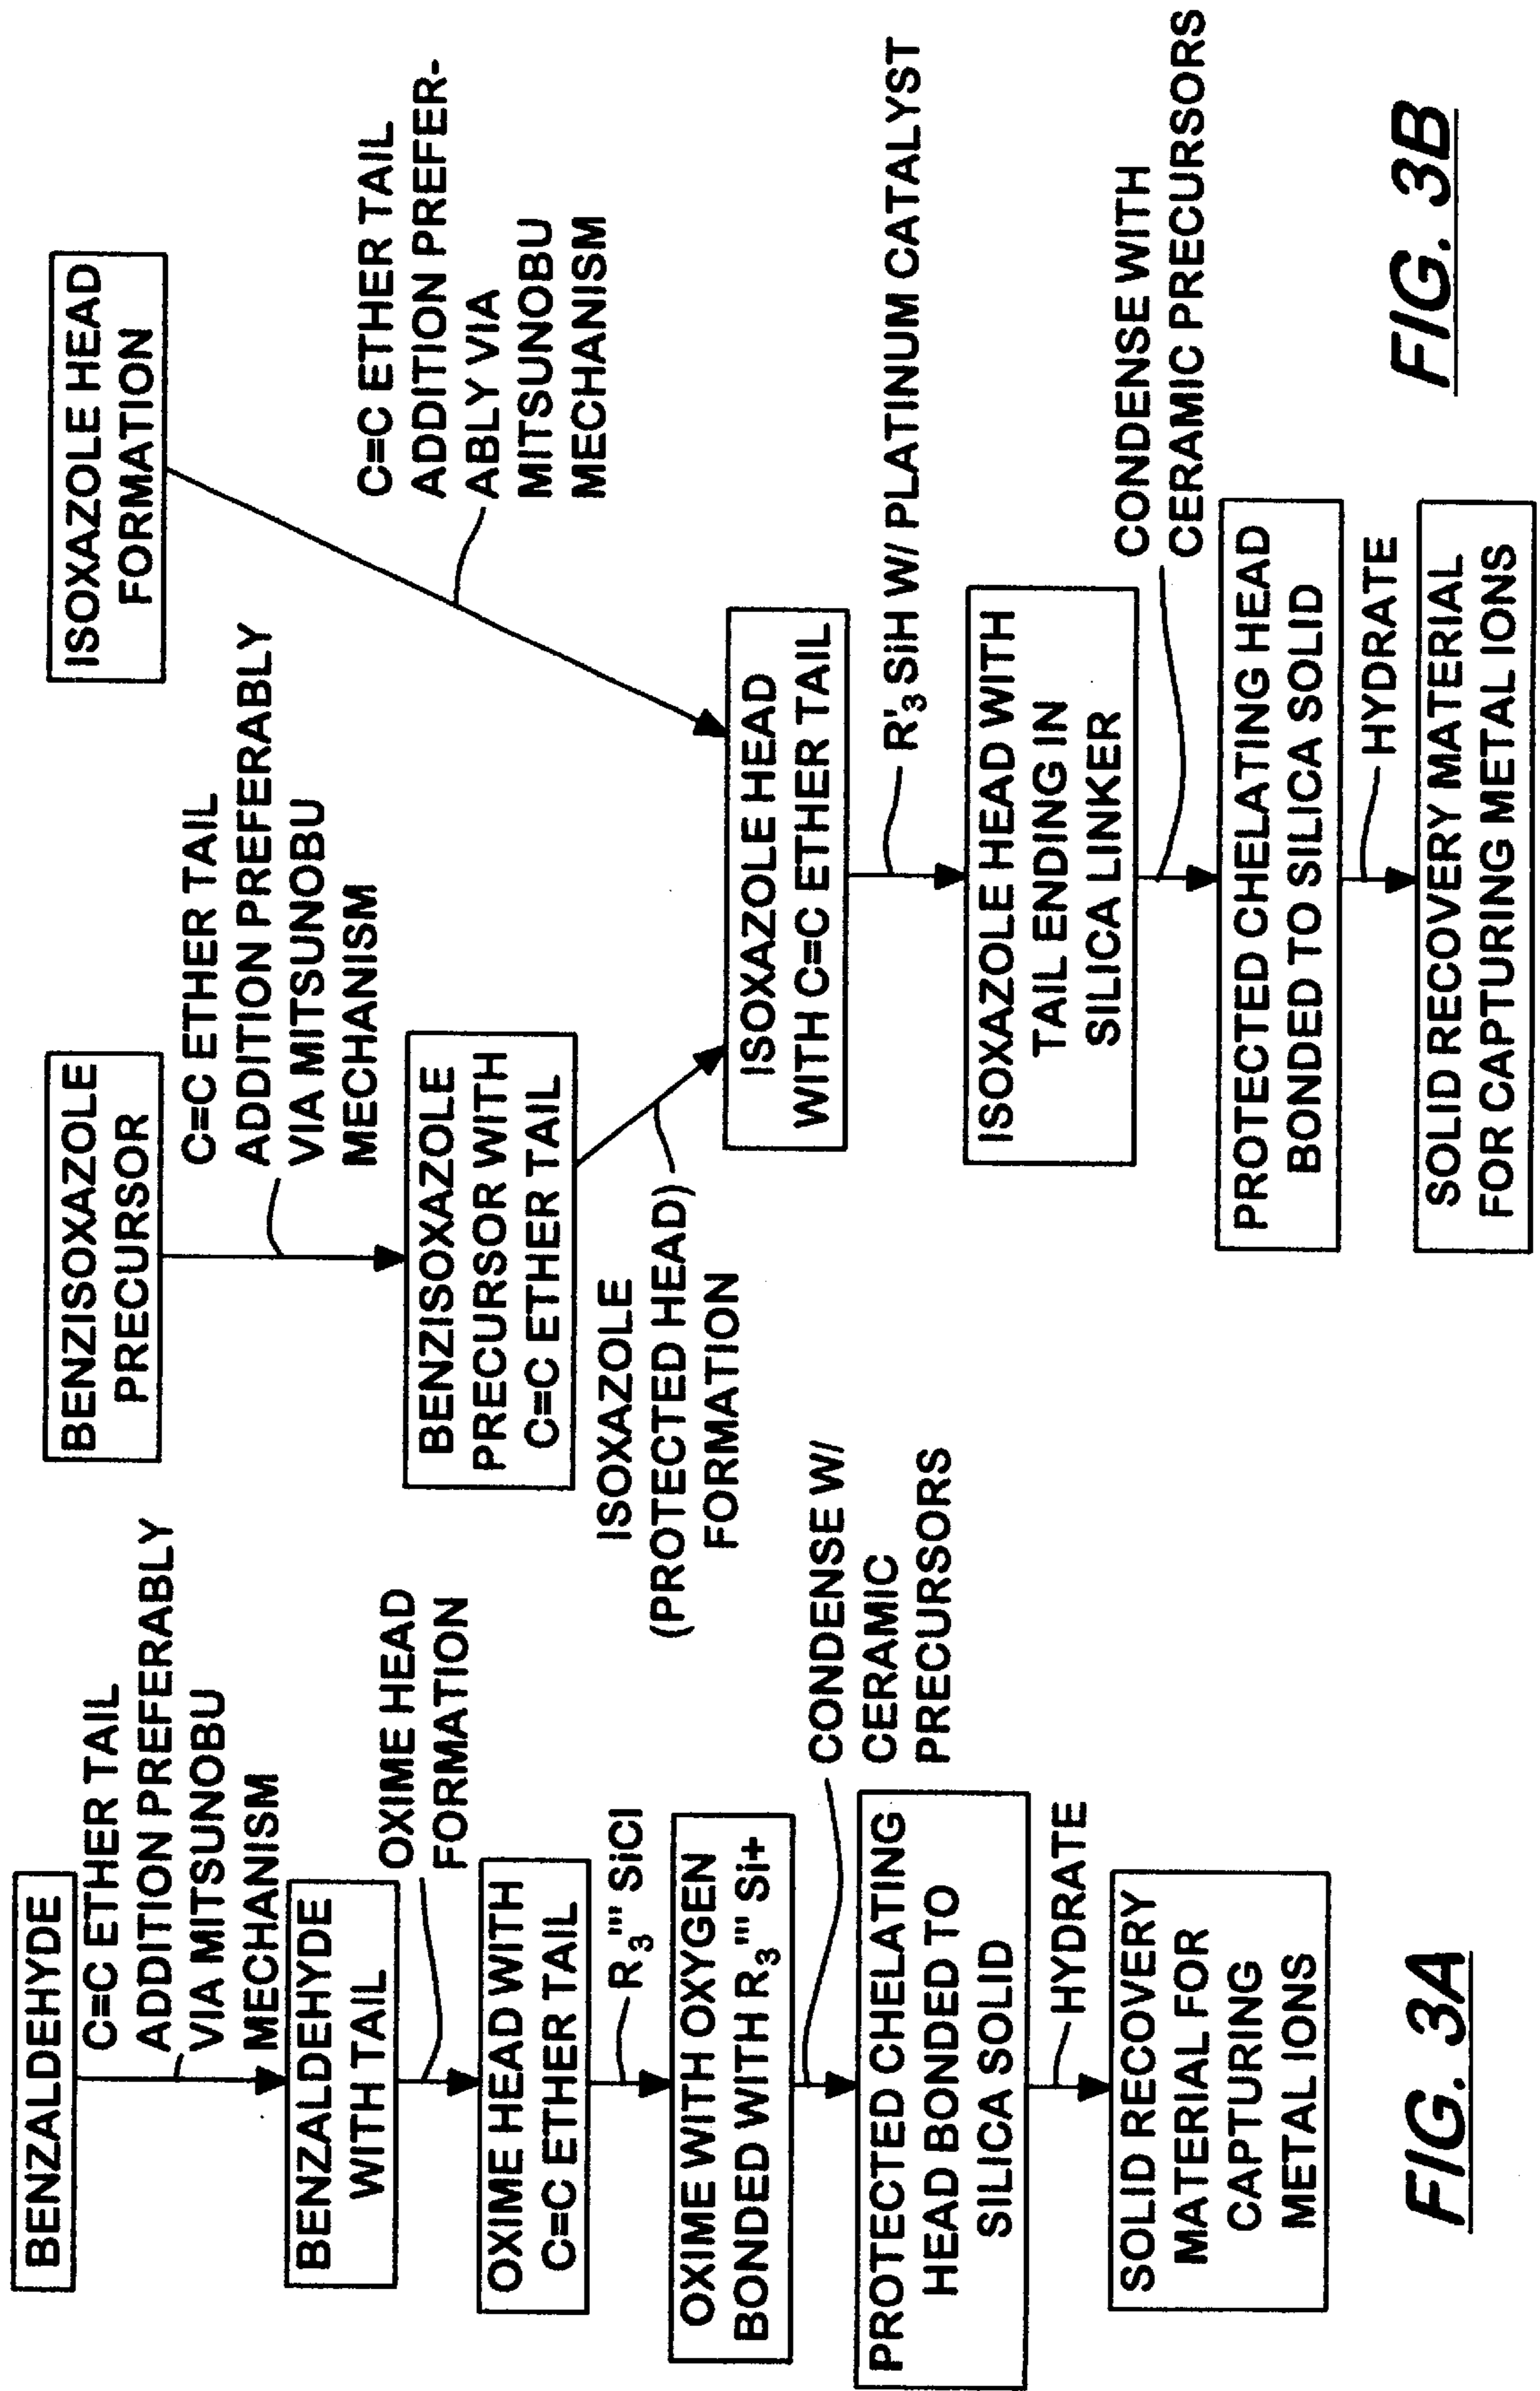 BENZALDEHYDE
C=C ETHER TAIL
ADDITION PREFERABLY
VIA MITSUNOBU
MECHANISM
BENZALDEHYDE
WITH TAIL
OXIME HEAD
FORMATION
OXIME HEAD WITH
C=C ETHER TAIL
R3''' SiCl
OXIME WITH OXYGEN
BONDED WITH R3''' Si+
CONDENSE W/
CERAMIC
PRECURSORS
PROTECTED CHELATING
HEAD BONDED TO
SILICA SOLID
HYDRATE
SOLID RECOVERY
MATERIAL FOR
CAPTURING
METAL IONS
FIG. 3A
BENZISOXAZOLE
PRECURSOR
C=C ETHER TAIL
ADDITION PREFERABLY
VIA MITSUNOBU
MECHANISM
BENZISOXAZOLE
PRECURSOR WITH
C=C ETHER TAIL
ISOXAZOLE
(PROTECTED HEAD)
FORMATION
ISOXAZOLE HEAD
FORMATION
C=C ETHER TAIL
ADDITION PREFER-
ABLY VIA
MITSUNOBU
MECHANISM
ISOXAZOLE HEAD
WITH C=C ETHER TAIL
R'3 SiH W/ PLATINUM CATALYST
ISOXAZOLE HEAD WITH
TAIL ENDING IN
SILICA LINKER
CONDENSE WITH
CERAMIC PRECURSORS
PROTECTED CHELATING HEAD
BONDED TO SILICA SOLID
HYDRATE
SOLID RECOVERY MATERIAL
FOR CAPTURING METAL IONS
FIG. 3B